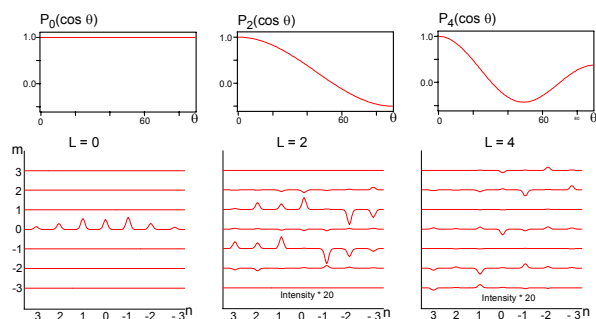 P0(cos θ)
1.0
0.0
0
60
θ
P2(cos θ)
1.0
0.0
0
60
θ
P4(cos θ)
1.0
0.0
0
60
80
θ
L = 0
L = 2
L = 4
m
3
2
1
0
-1
-2
-3
3 2 1 0 -1 -2 - 3 n
Intensity * 20
3 2 1 0 -1 -2 - 3 n
Intensity * 20
3 2 1 0 -1 -2 - 3 n